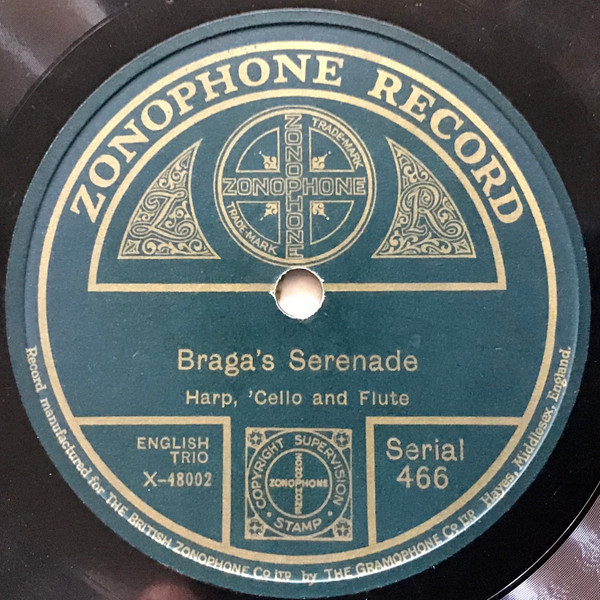 ZONOPHONE RECORD
TRADE-MARK
ZONOPHONE
ZONOPHONE
TRADE-MARK
Z
R
Braga's Serenade
Harp, 'Cello and Flute
ENGLISH
TRIO
X-48002
COPYRIGHT SUPERVISION
ZONOPHONE
ZONOPHONE
STAMP
Serial
466
Record manufactured for THE BRITISH ZONOPHONE Co LTD by THE GRAMOPHONE Co LTD Hayes, Middlesex, England.